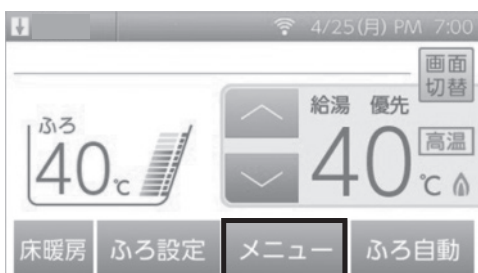 4/25(月) PM 7:00
画面
切替
給湯 優先
ふろ
40℃
40℃
高温
床暖房 ふろ設定 メニュー ふろ自動